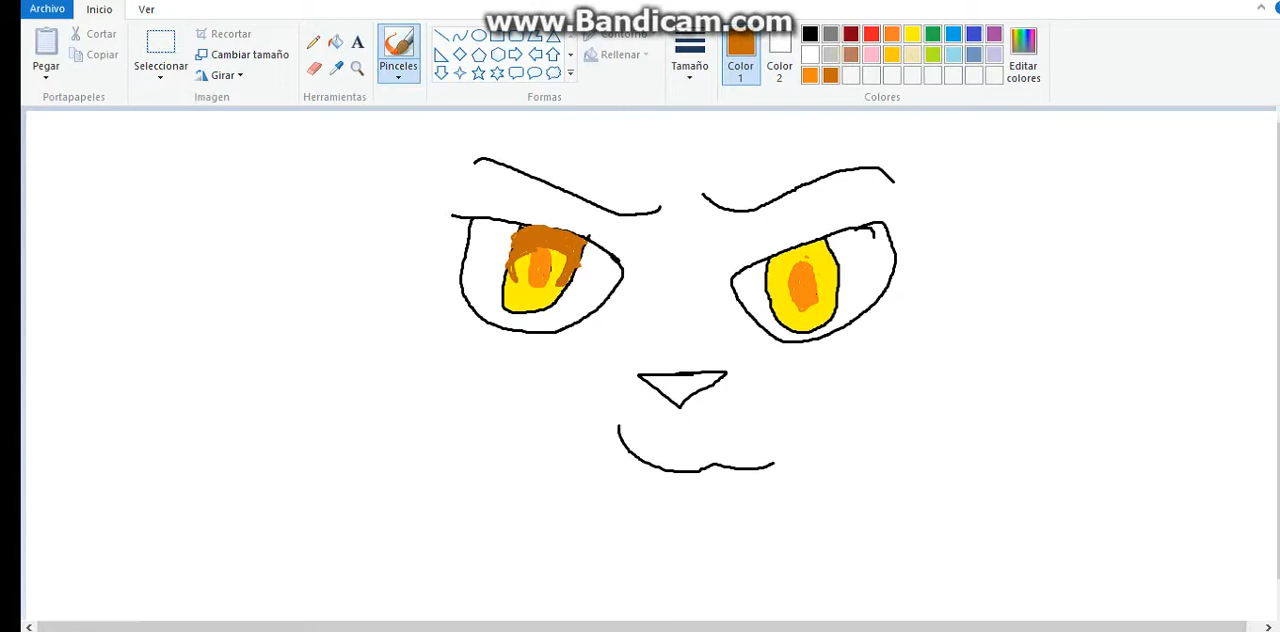 Archivo Inicio Ver
www.Bandicam.com
Cortar Recortar Contorno
Copiar Cambiar tamaño Rellenar
Pegar Seleccionar Girar A Pinceles Tamaño Color 1 Color 2 Editar colores
Portapapeles Imagen Herramientas Formas Colores